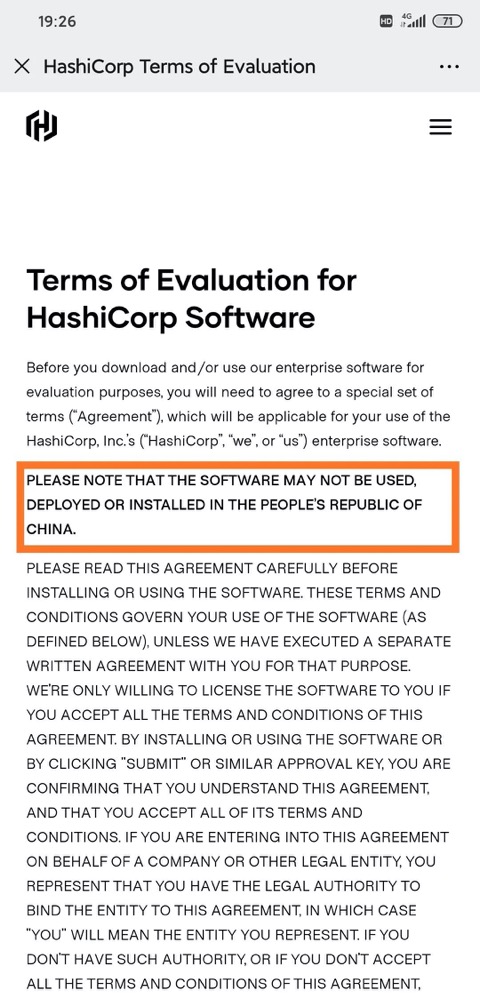 19:26
HD 4G 71
HashiCorp Terms of Evaluation
Terms of Evaluation for
HashiCorp Software
Before you download and/or use our enterprise software for
evaluation purposes, you will need to agree to a special set of
terms (“Agreement”), which will be applicable for your use of the
HashiCorp, Inc.’s (“HashiCorp”, “we”, or “us”) enterprise software.
PLEASE NOTE THAT THE SOFTWARE MAY NOT BE USED,
DEPLOYED OR INSTALLED IN THE PEOPLE'S REPUBLIC OF
CHINA.
PLEASE READ THIS AGREEMENT CAREFULLY BEFORE
INSTALLING OR USING THE SOFTWARE. THESE TERMS AND
CONDITIONS GOVERN YOUR USE OF THE SOFTWARE (AS
DEFINED BELOW), UNLESS WE HAVE EXECUTED A SEPARATE
WRITTEN AGREEMENT WITH YOU FOR THAT PURPOSE.
WE'RE ONLY WILLING TO LICENSE THE SOFTWARE TO YOU IF
YOU ACCEPT ALL THE TERMS AND CONDITIONS OF THIS
AGREEMENT. BY INSTALLING OR USING THE SOFTWARE OR
BY CLICKING "SUBMIT" OR SIMILAR APPROVAL KEY, YOU ARE
CONFIRMING THAT YOU UNDERSTAND THIS AGREEMENT,
AND THAT YOU ACCEPT ALL OF ITS TERMS AND
CONDITIONS. IF YOU ARE ENTERING INTO THIS AGREEMENT
ON BEHALF OF A COMPANY OR OTHER LEGAL ENTITY, YOU
REPRESENT THAT YOU HAVE THE LEGAL AUTHORITY TO
BIND THE ENTITY TO THIS AGREEMENT, IN WHICH CASE
"YOU" WILL MEAN THE ENTITY YOU REPRESENT. IF YOU
DON'T HAVE SUCH AUTHORITY, OR IF YOU DON'T ACCEPT
ALL THE TERMS AND CONDITIONS OF THIS AGREEMENT,